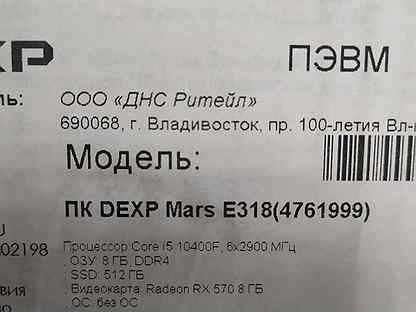 ПЭВМ
ООО «ДНС Ритейл»
690068, г. Владивосток, пр. 100-летия
Модель:
ПК DEXP Mars E318(4761999)
02198
Процессор Core i5 10400F, 6x2900 МГц
ОЗУ: 8 ГБ, DDR4
SSD: 512 ГБ
Видеокарта: Radeon RX 570 8 ГБ
ОС: без ОС